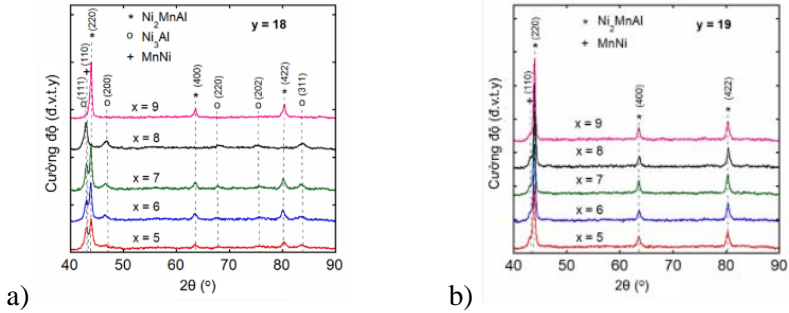 * Ni₂MnAl
o Ni₃Al
+ MnNi
y = 18
Cường độ (đ.v.t.y)
o (111)
+ (110)
* (220)
o (200)
* (400)
o (220)
o (202)
* (422)
o (311)
x = 9
x = 8
x = 7
x = 6
x = 5
40 50 60 70 80 90
2θ (°)
a)
* Ni₂MnAl
+ MnNi
y = 19
Cường độ (đ.v.t.y)
+ (110)
* (220)
* (400)
* (422)
x = 9
x = 8
x = 7
x = 6
x = 5
40 50 60 70 80 90
2θ (°)
b)